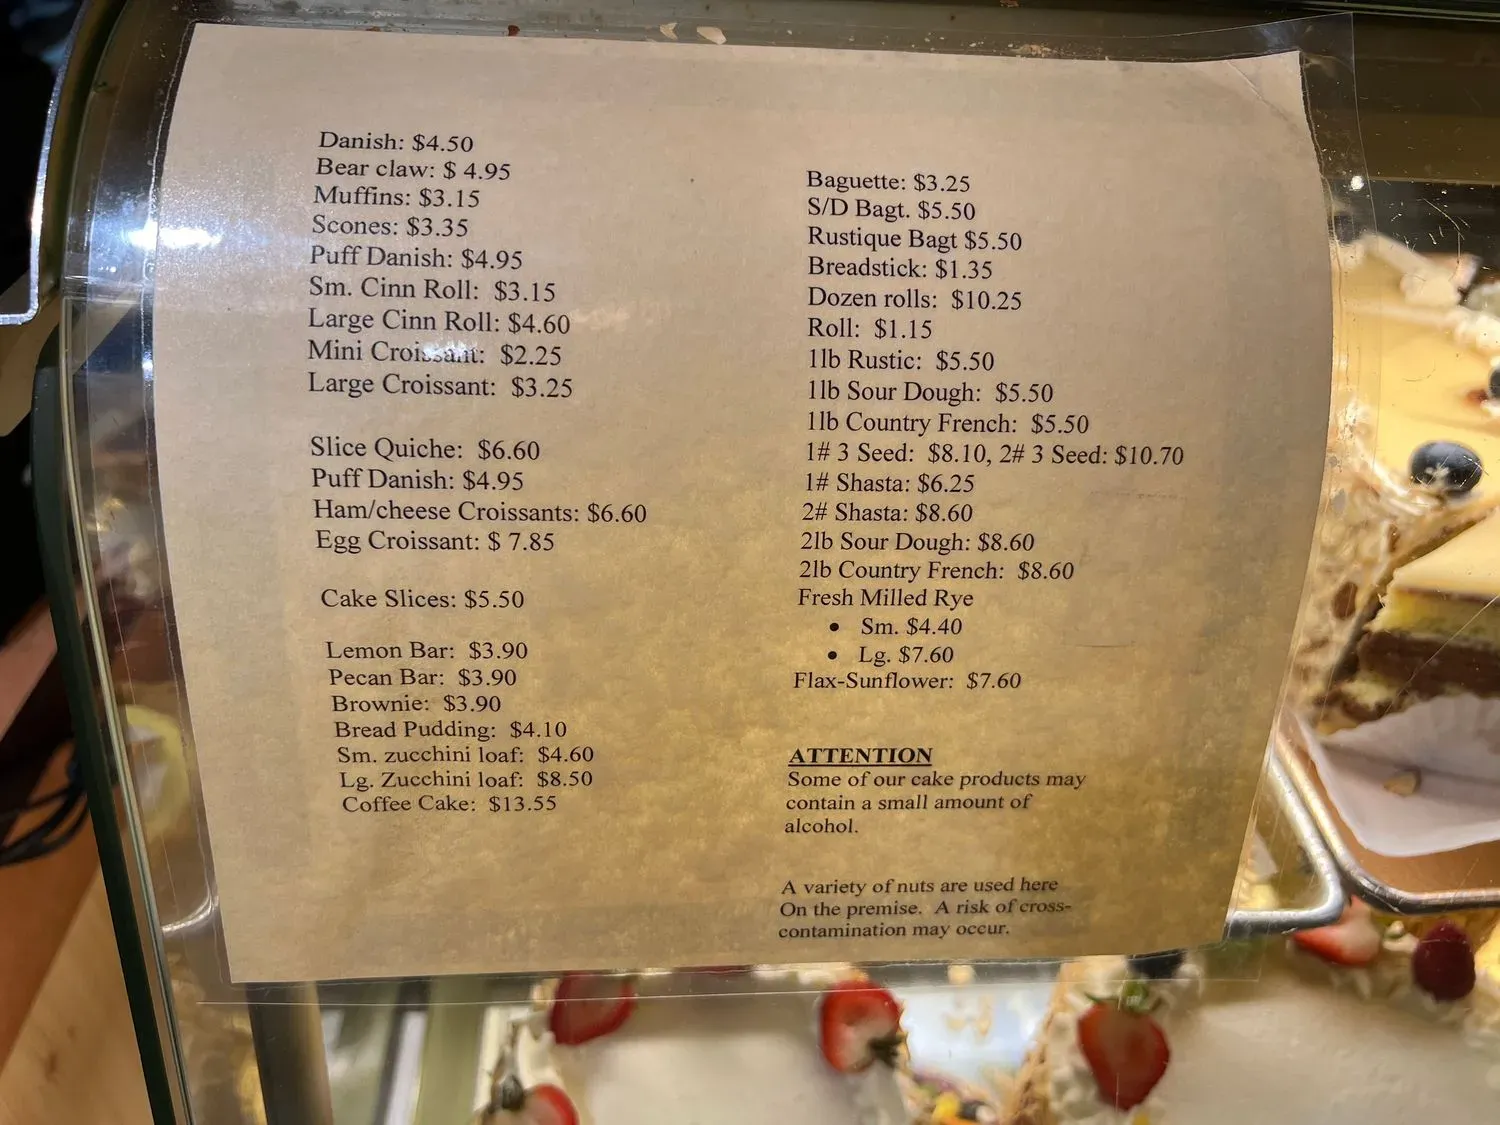 Danish: $4.50
Bear claw: $ 4.95
Muffins: $3.15
Scones: $3.35
Puff Danish: $4.95
Sm. Cinn Roll: $3.15
Large Cinn Roll: $4.60
Mini Croissant: $2.25
Large Croissant: $3.25
Slice Quiche: $6.60
Puff Danish: $4.95
Ham/cheese Croissants: $6.60
Egg Croissant: $ 7.85
Cake Slices: $5.50
Lemon Bar: $3.90
Pecan Bar: $3.90
Brownie: $3.90
Bread Pudding: $4.10
Sm. zucchini loaf: $4.60
Lg. Zucchini loaf: $8.50
Coffee Cake: $13.55
Baguette: $3.25
S/D Bagt. $5.50
Rustique Bagt $5.50
Breadstick: $1.35
Dozen rolls: $10.25
Roll: $1.15
1lb Rustic: $5.50
1lb Sour Dough: $5.50
1lb Country French: $5.50
1# 3 Seed: $8.10, 2# 3 Seed: $10.70
1# Shasta: $6.25
2# Shasta: $8.60
2lb Sour Dough: $8.60
2lb Country French: $8.60
Fresh Milled Rye
• Sm. $4.40
• Lg. $7.60
Flax-Sunflower: $7.60
ATTENTION
Some of our cake products may
contain a small amount of
alcohol.
A variety of nuts are used here
On the premise. A risk of cross-
contamination may occur.